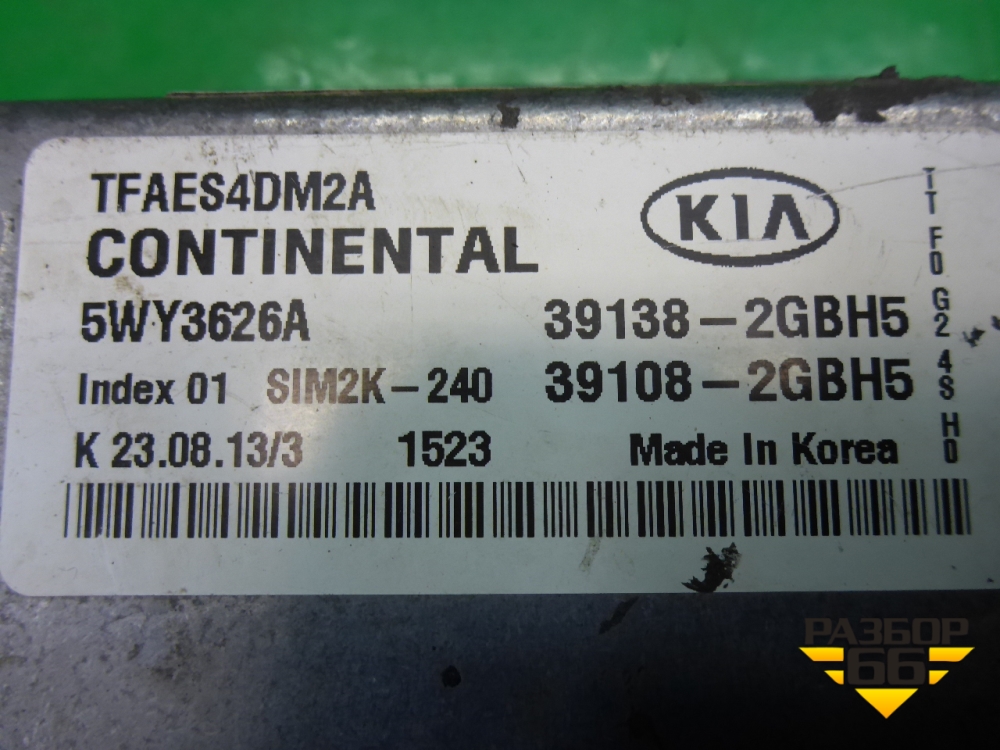 TFAES4DM2A
KIA
CONTINENTAL
5WY3626A 39138-2GBH5
Index 01 SIM2K-240 39108-2GBH5
K 23.08.13/3 1523 Made In Korea
TT F0 G2 4S H0
РАЗБОР
66